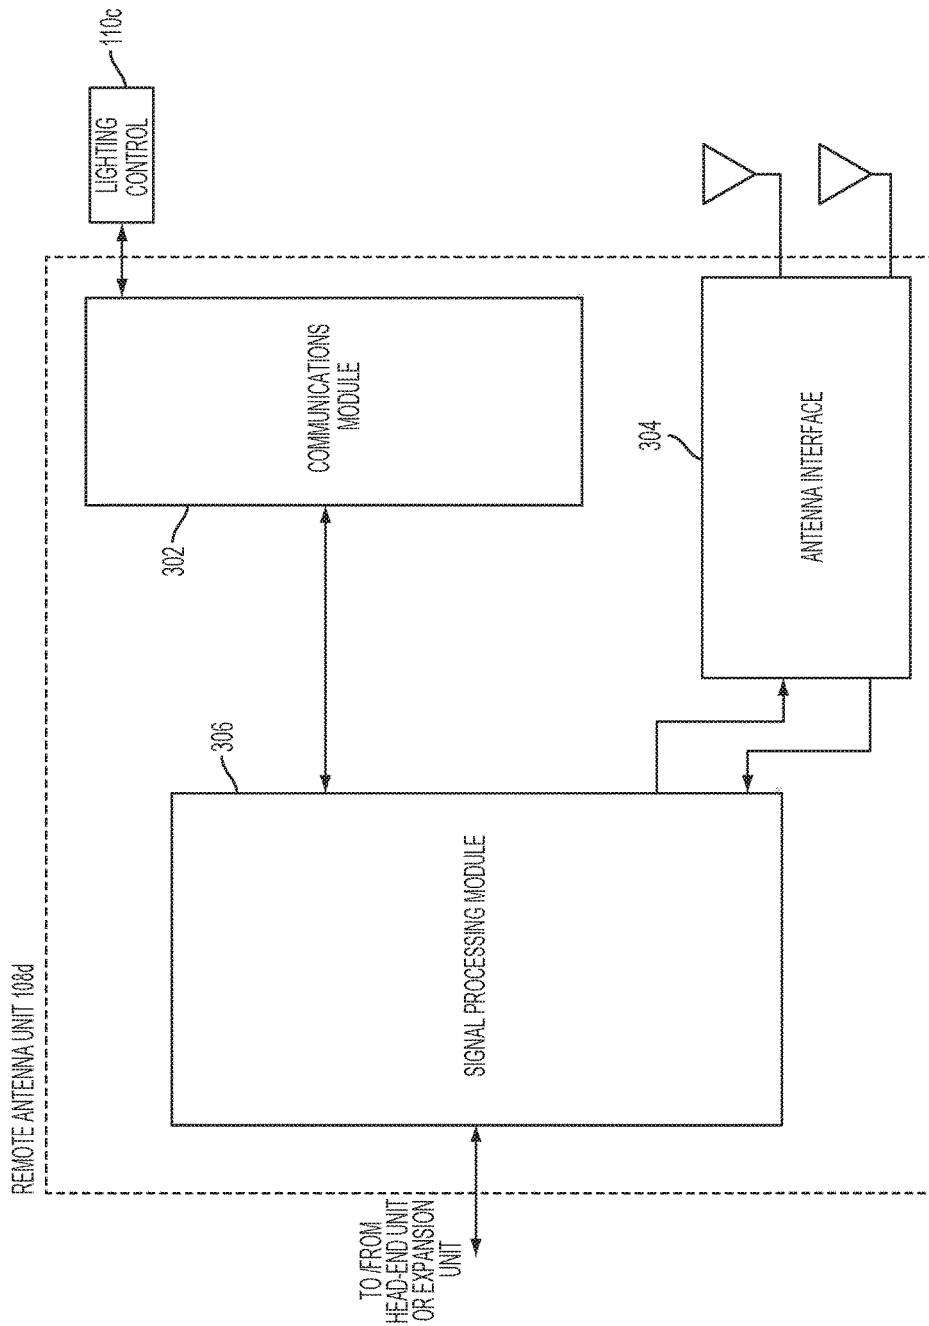 REMOTE ANTENNA UNIT 108d
TO/FROM
HEAD-END UNIT
OR EXPANSION
UNIT
306
SIGNAL PROCESSING MODULE
302
COMMUNICATIONS
MODULE
110c
LIGHTING
CONTROL
304
ANTENNA INTERFACE